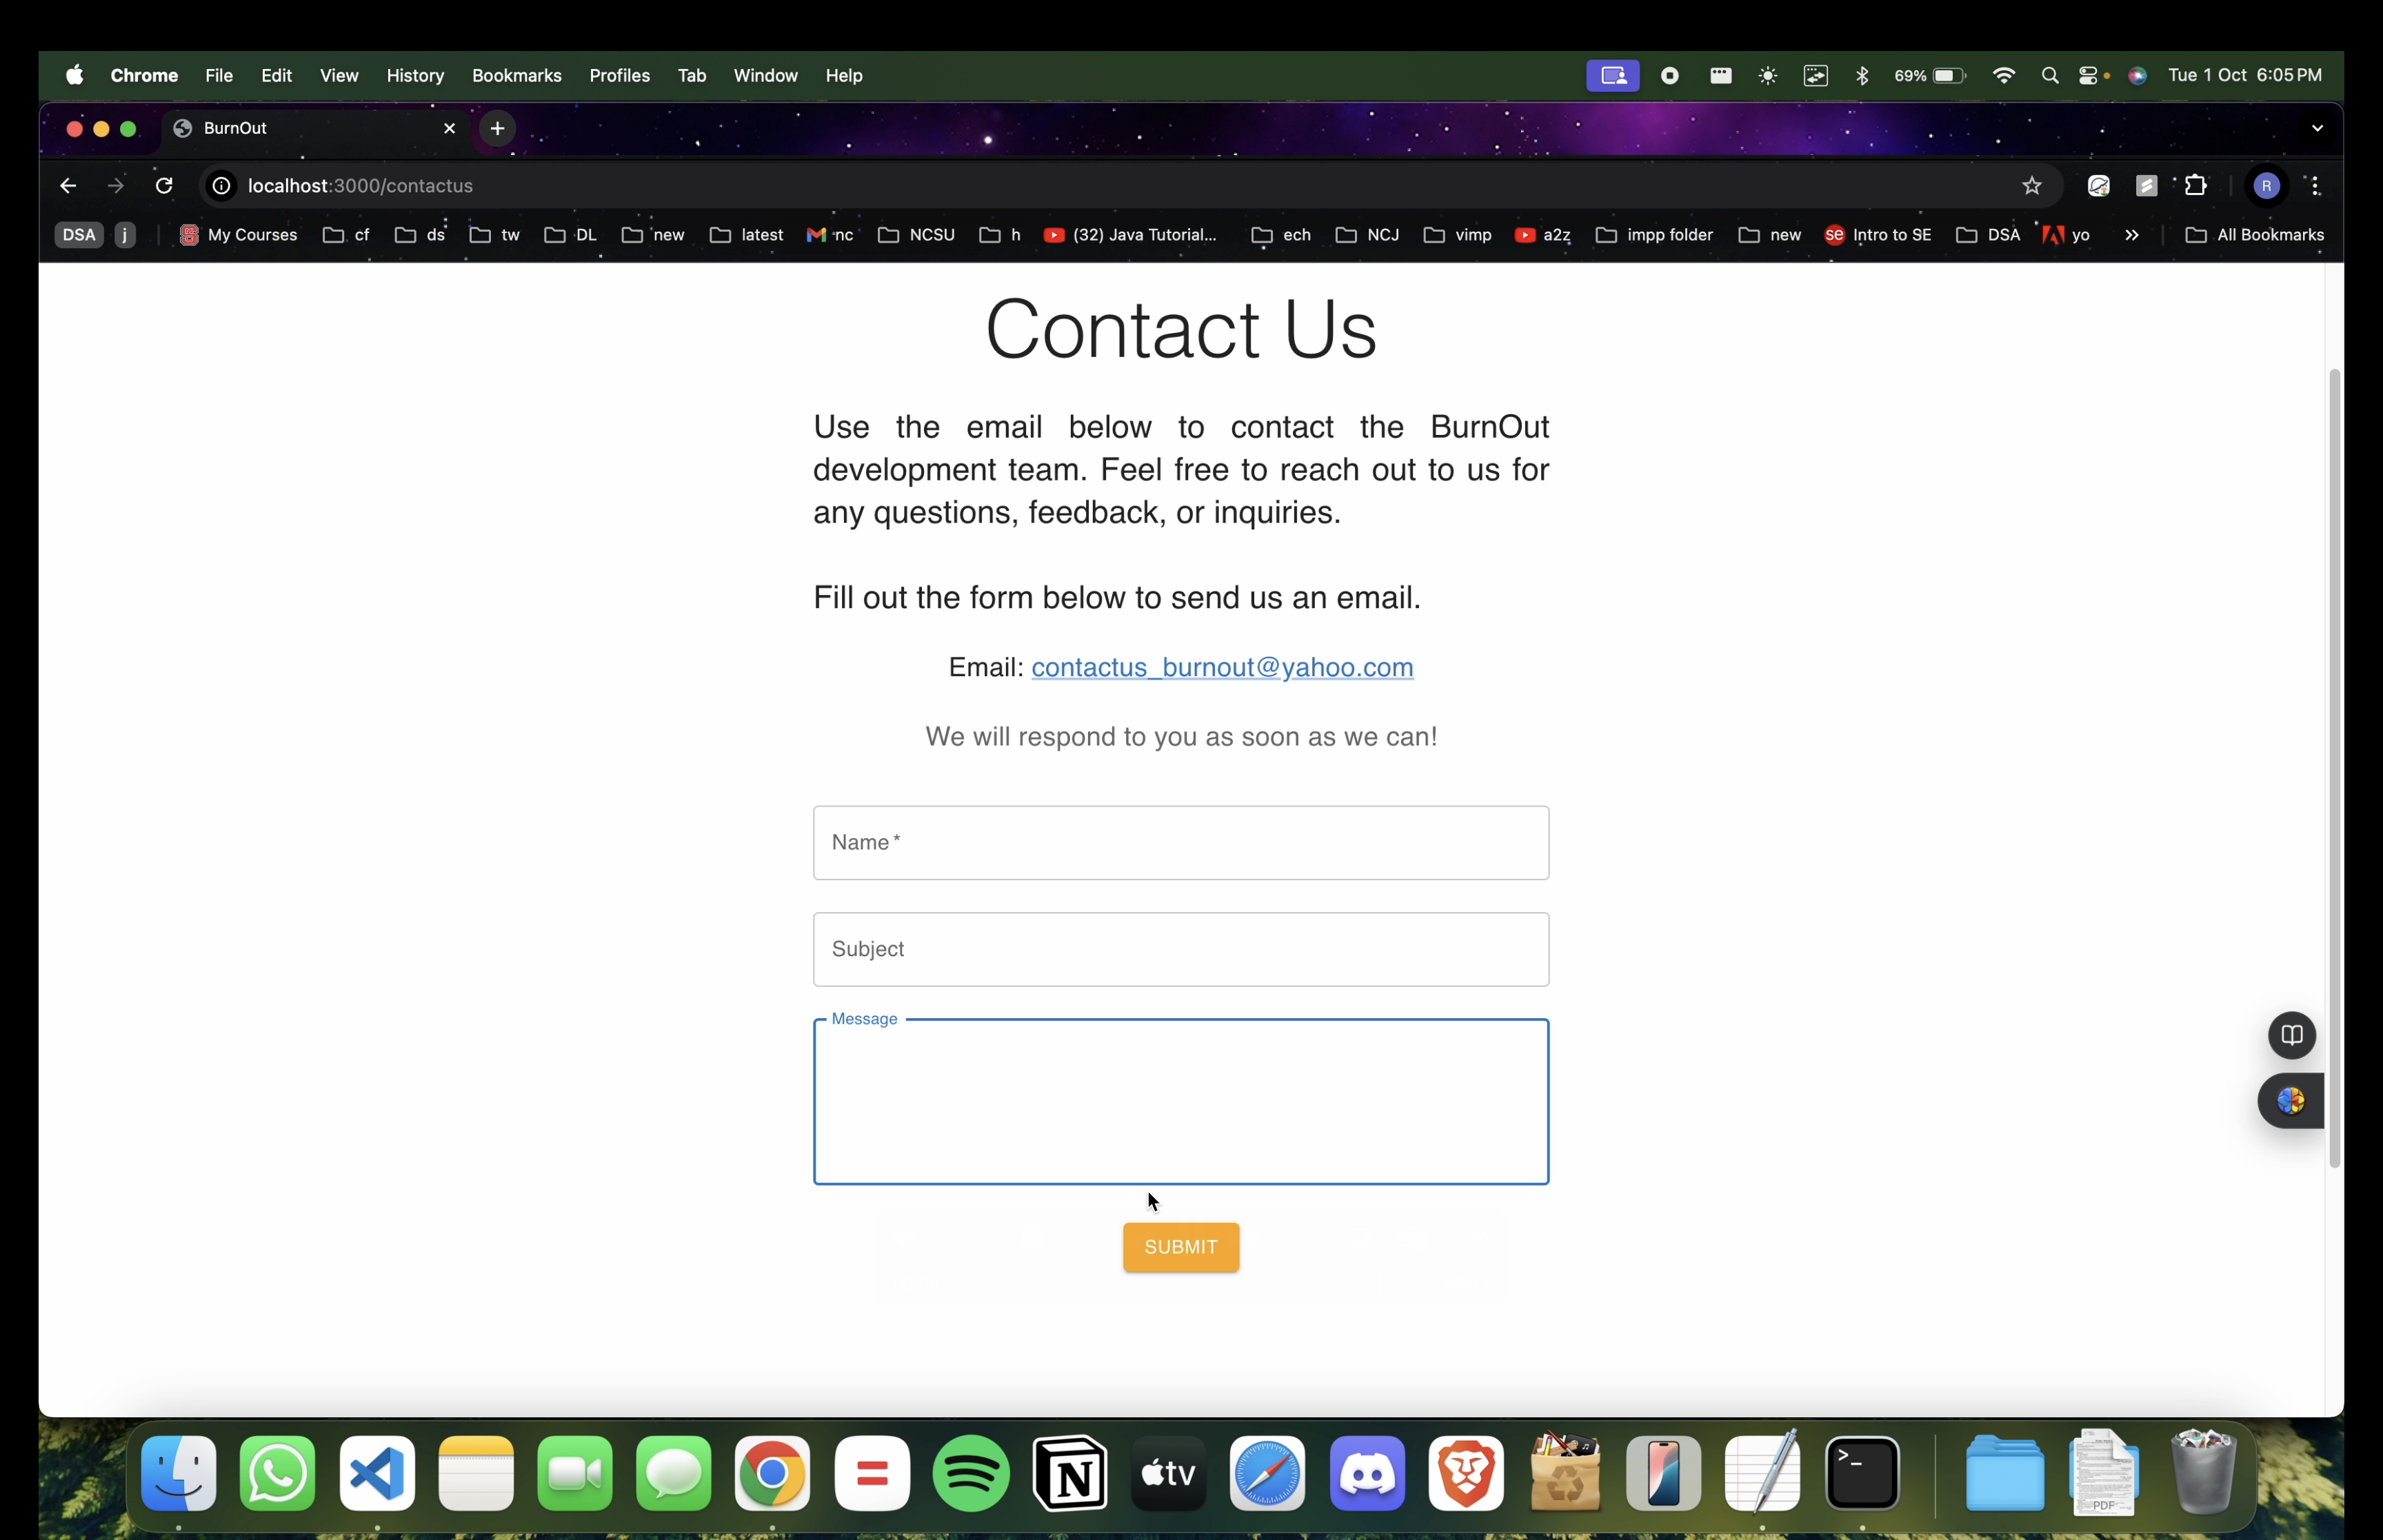 Chrome File Edit View History Bookmarks Profiles Tab Window Help 69% Tue 1 Oct 6:05 PM
BurnOut
localhost:3000/contactus R
DSA j My Courses cf ds tw DL new latest nc NCSU h (32) Java Tutorial... ech NCJ vimp a2z impp folder new se Intro to SE DSA yo All Bookmarks
Contact Us
Use the email below to contact the BurnOut
development team. Feel free to reach out to us for
any questions, feedback, or inquiries.
Fill out the form below to send us an email.
Email: contactus_burnout@yahoo.com
We will respond to you as soon as we can!
Name *
Subject
Message
SUBMIT
N tv >_ PDF